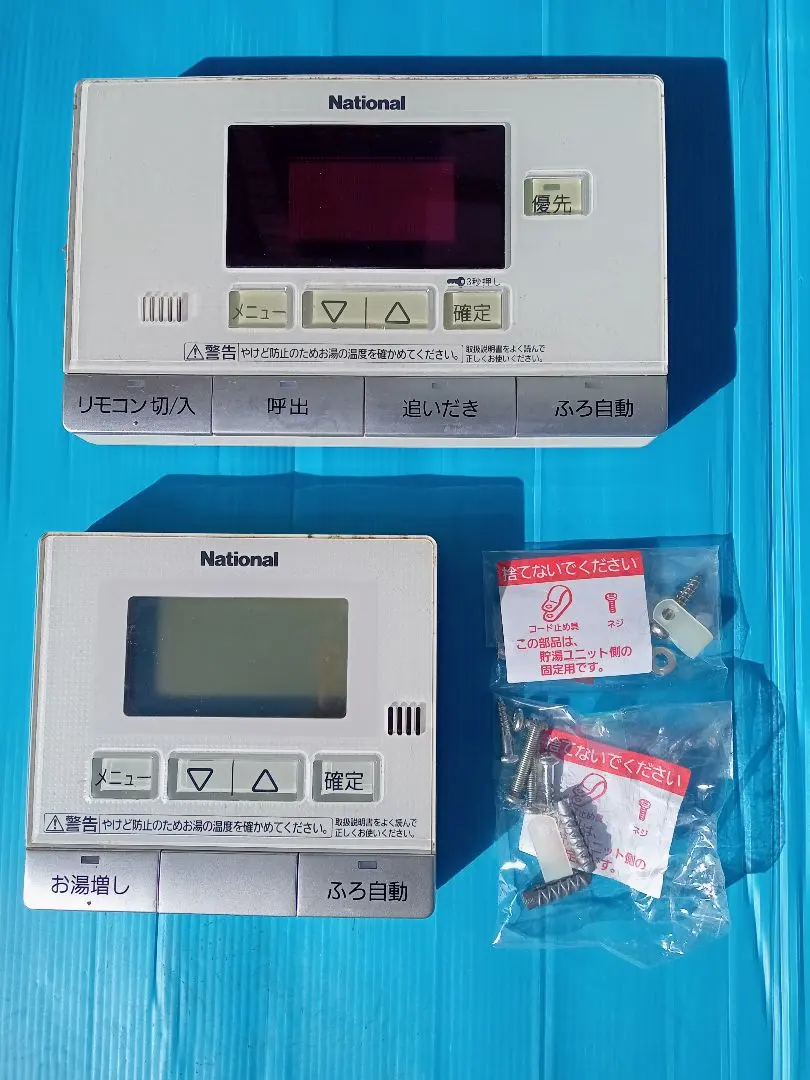 National
優先
3秒押し
メニュー ▽ △ 確定
⚠警告 やけど防止のためお湯の温度を確かめてください。 取扱説明書をよく読んで
正しくお使いください。
リモコン切/入 呼出 追いだき ふろ自動
National
メニュー ▽ △ 確定
⚠警告 やけど防止のためお湯の温度を確かめてください。 取扱説明書をよく読んで
正しくお使いください。
お湯増し ふろ自動
捨てないでください
コード止め具 ネジ
この部品は、
貯湯ユニット側の
固定用です。
捨てないでください
ネジ
ニット側の
です。